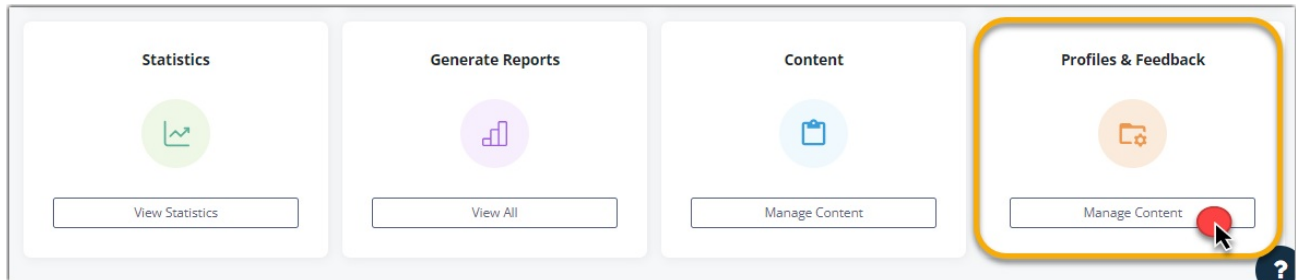 Statistics
View Statistics
Generate Reports
View All
Content
Manage Content
Profiles & Feedback
Manage Content
?